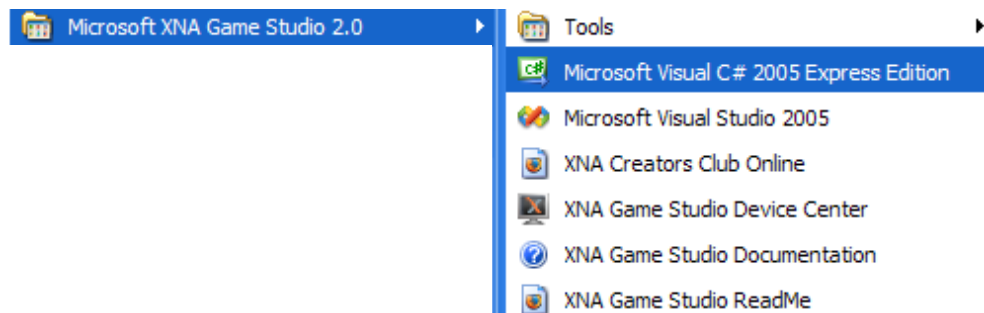 Microsoft XNA Game Studio 2.0
Tools
Microsoft Visual C# 2005 Express Edition
Microsoft Visual Studio 2005
XNA Creators Club Online
XNA Game Studio Device Center
XNA Game Studio Documentation
XNA Game Studio ReadMe